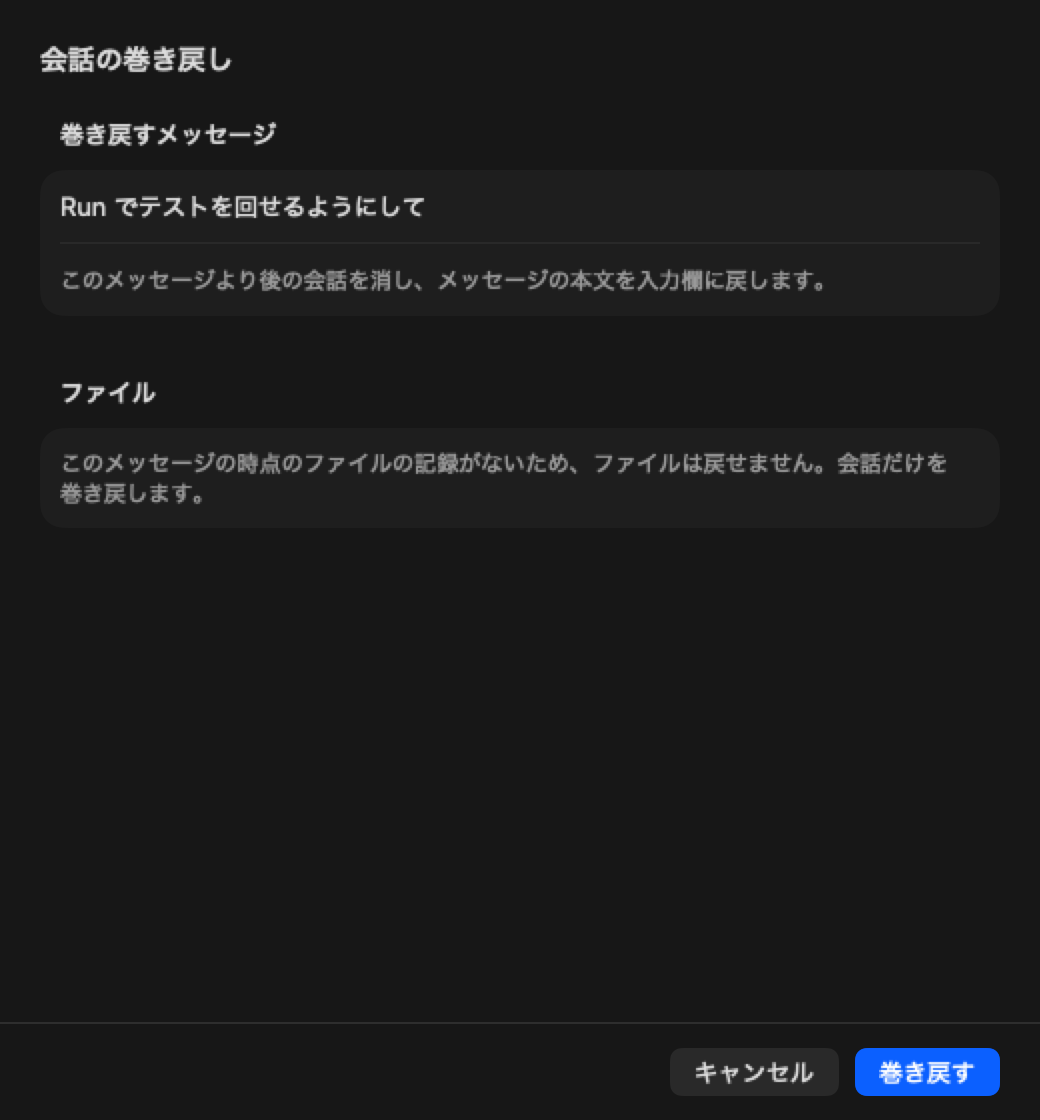 会話の巻き戻し
巻き戻すメッセージ
Run でテストを回せるようにして
このメッセージより後の会話を消し、メッセージの本文を入力欄に戻します。
ファイル
このメッセージの時点のファイルの記録がないため、ファイルは戻せません。会話だけを
巻き戻します。
キャンセル
巻き戻す